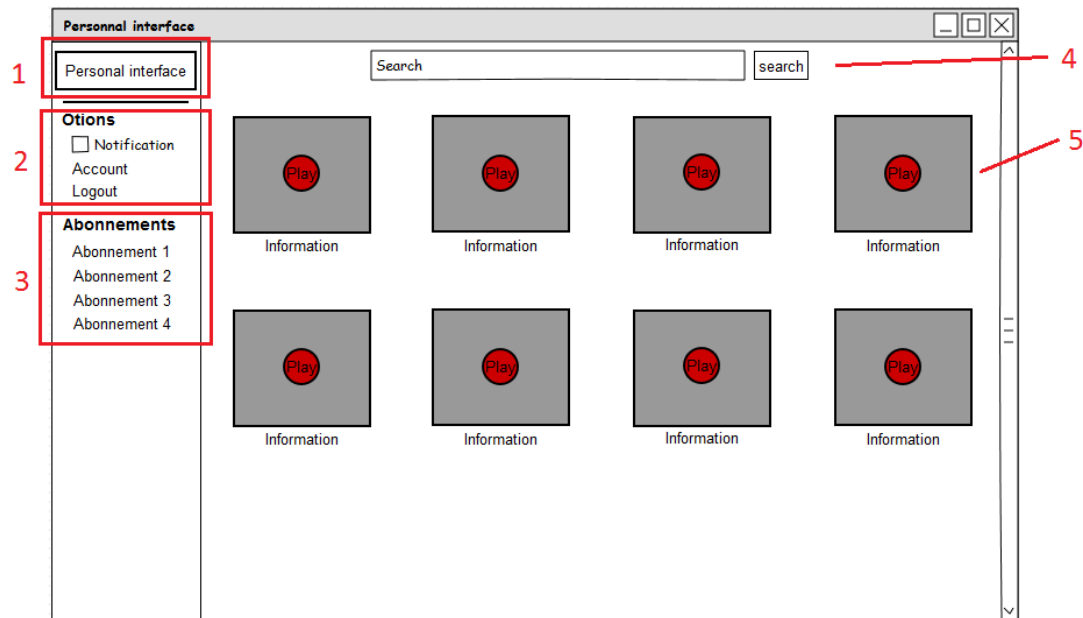 Personnal interface
1
Personal interface
Search
search
4
2
Otions
Notification
Account
Logout
3
Abonnements
Abonnement 1
Abonnement 2
Abonnement 3
Abonnement 4
Play
Play
Play
Play
5
Information
Information
Information
Information
Play
Play
Play
Play
Information
Information
Information
Information